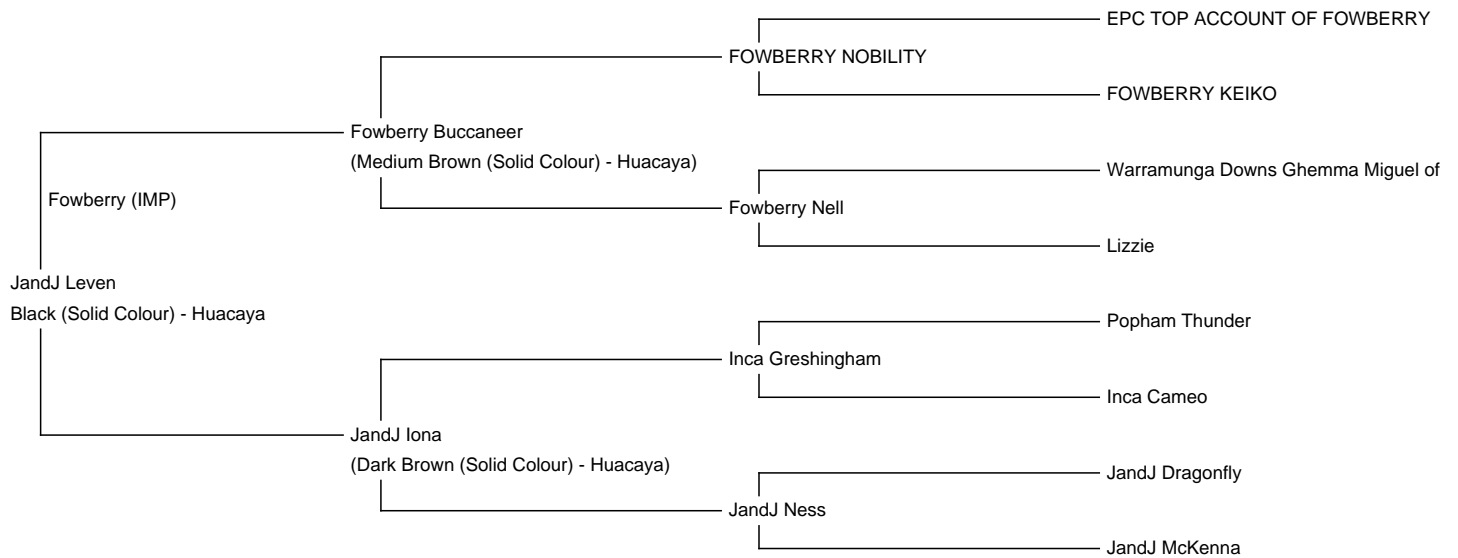 EPC TOP ACCOUNT OF FOWBERRY
FOWBERRY NOBILITY
FOWBERRY KEIKO
Fowberry Buccaneer
(Medium Brown (Solid Colour) - Huacaya)
Warramunga Downs Ghemma Miguel of
Fowberry (IMP)
Fowberry Nell
Lizzie
JandJ Leven
Black (Solid Colour) - Huacaya
Popham Thunder
Inca Greshingham
Inca Cameo
JandJ Iona
(Dark Brown (Solid Colour) - Huacaya)
JandJ Dragonfly
JandJ Ness
JandJ McKenna